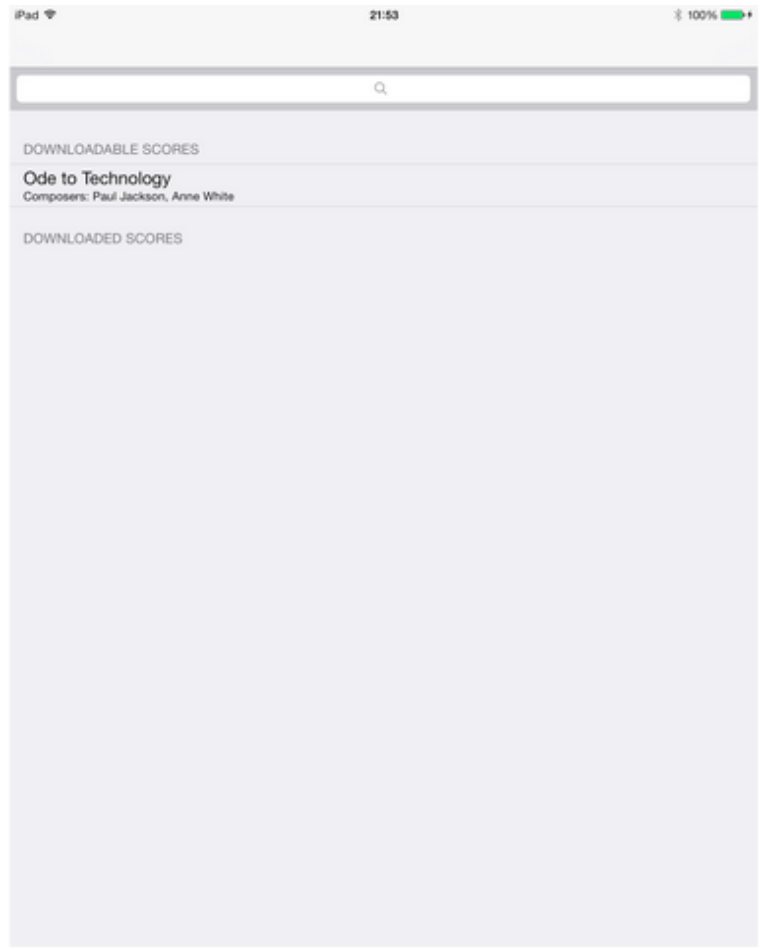 iPad 21:53 100%
DOWNLOADABLE SCORES
Ode to Technology
Composers: Paul Jackson, Anne White
DOWNLOADED SCORES